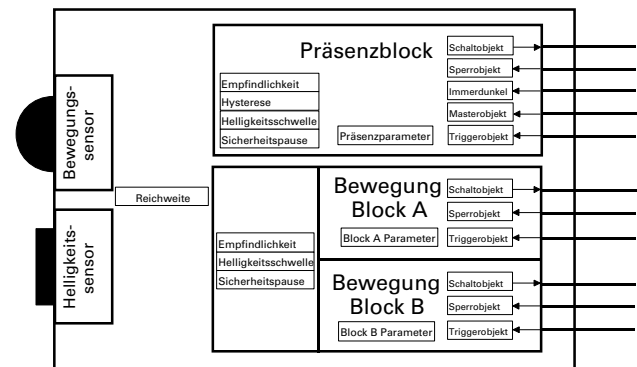 Bewegungs-
sensor
Helligkeits-
sensor
Reichweite
Präsenzblock
Empfindlichkeit
Hysterese
Helligkeitsschwelle
Sicherheitspause
Präsenzparameter
Schaltobjekt
Sperrobjekt
Immerdunkel
Masterobjekt
Triggerobjekt
Empfindlichkeit
Helligkeitsschwelle
Sicherheitspause
Bewegung
Block A
Block A Parameter
Schaltobjekt
Sperrobjekt
Triggerobjekt
Bewegung
Block B
Block B Parameter
Schaltobjekt
Sperrobjekt
Triggerobjekt